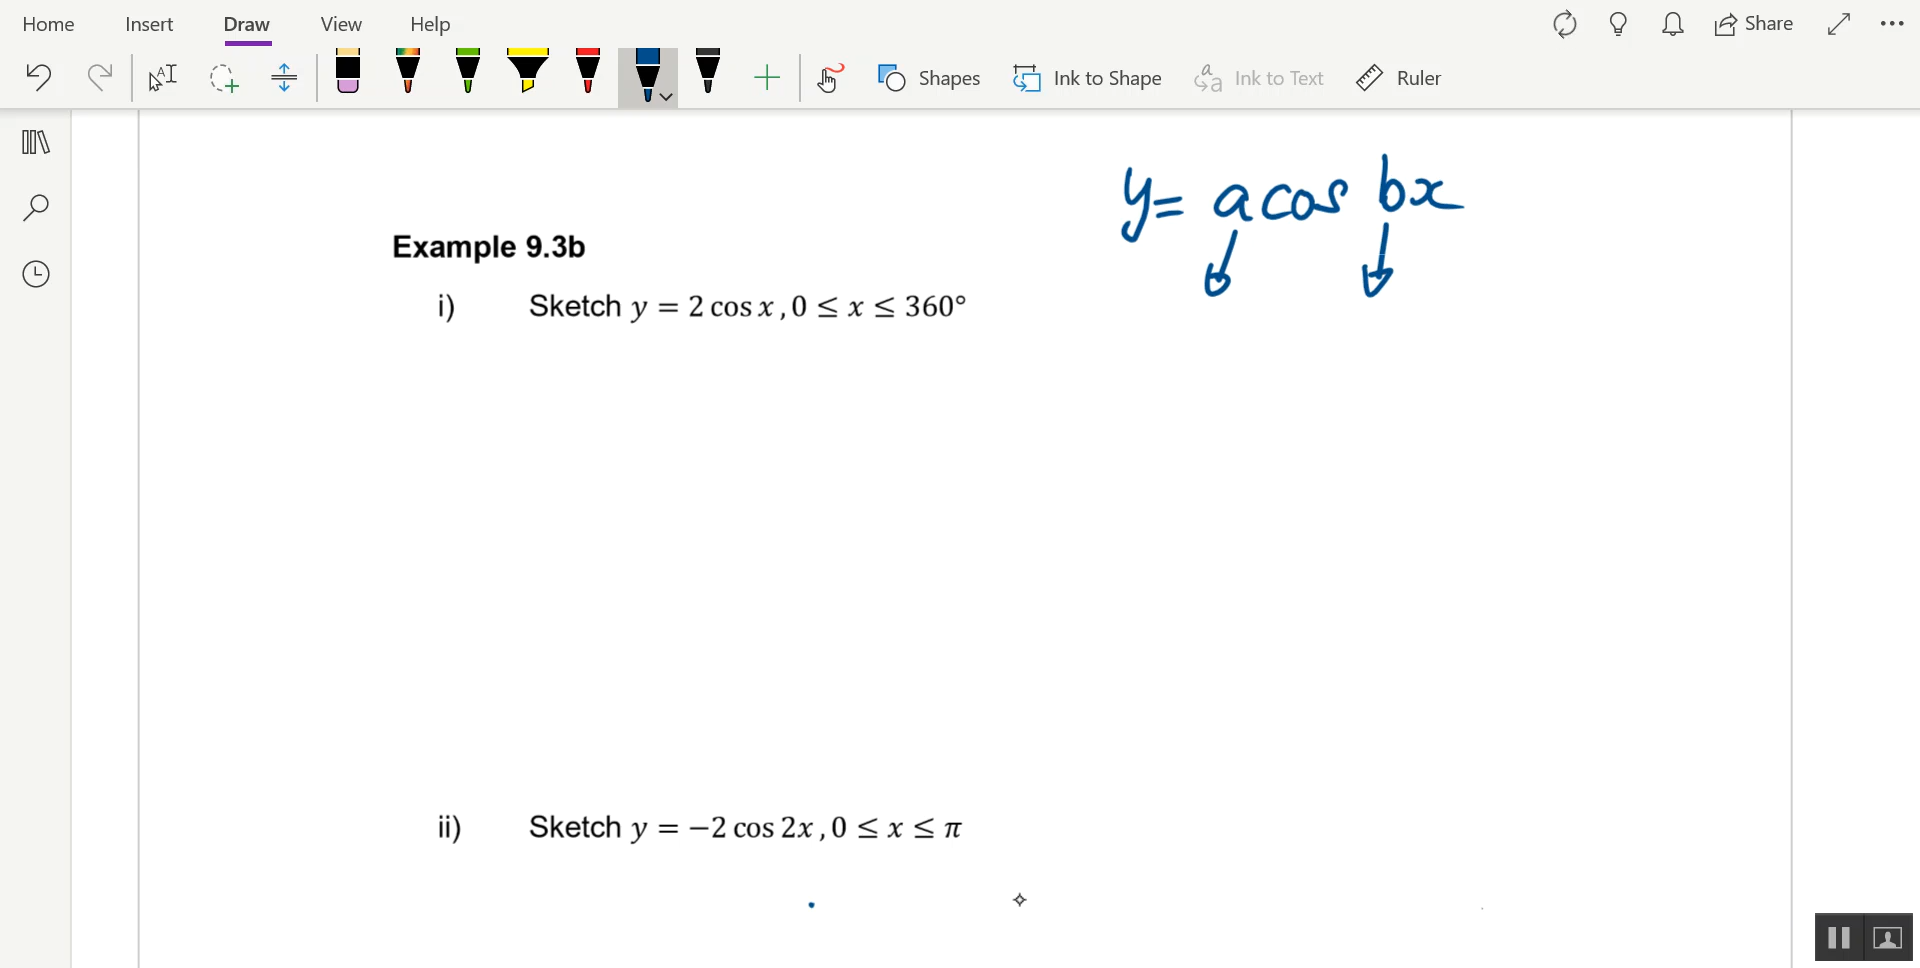 Home Insert Draw View Help Share
Shapes Ink to Shape Ink to Text Ruler
y = a cos bx
Example 9.3b
i) Sketch y = 2 cos x , 0 ≤ x ≤ 360°
ii) Sketch y = −2 cos 2x , 0 ≤ x ≤ π